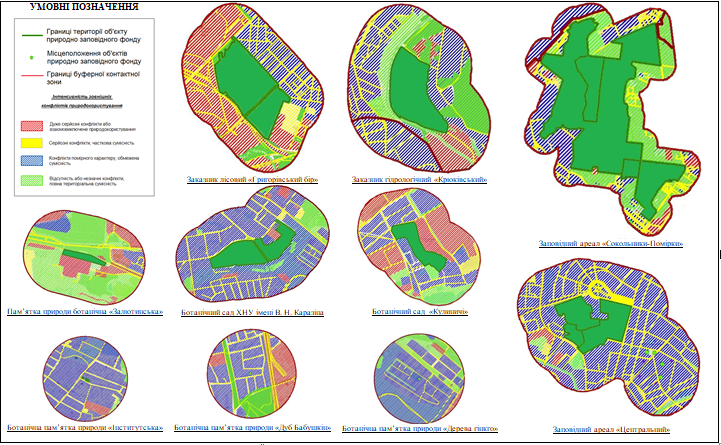 УМОВНІ ПОЗНАЧЕННЯ
Границі території об'єкту
природно заповідного фонду
Місцеположення об'єктів
природно заповідного фонду
Границі буферної контактної
зони
Інтенсивність зовнішніх
конфліктів природокористування
Дуже серйозні конфлікти або
взаємовиключне природокористування
Серйозні конфлікти, часткова сумісність
Конфлікти помірного характеру, обмежена
сумісність
Відсутність або незначні конфлікти,
повна територіальна сумісність
Заказник лісовий «Григорівський бір»
Заказник гідрологічний «Крюківський»
Заповідний ареал «Сокольники-Помірки»
Пам’ятка природи ботанічна «Залютинська»
Ботанічний сад ХНУ імені В. Н. Каразіна
Ботанічний сад «Кулиничі»
Ботанічна пам’ятка природи «Інститутська»
Ботанічна пам’ятка природи «Дуб Бабушкін»
Ботанічна пам’ятка природи «Дерева гінкго»
Заповідний ареал «Центральний»